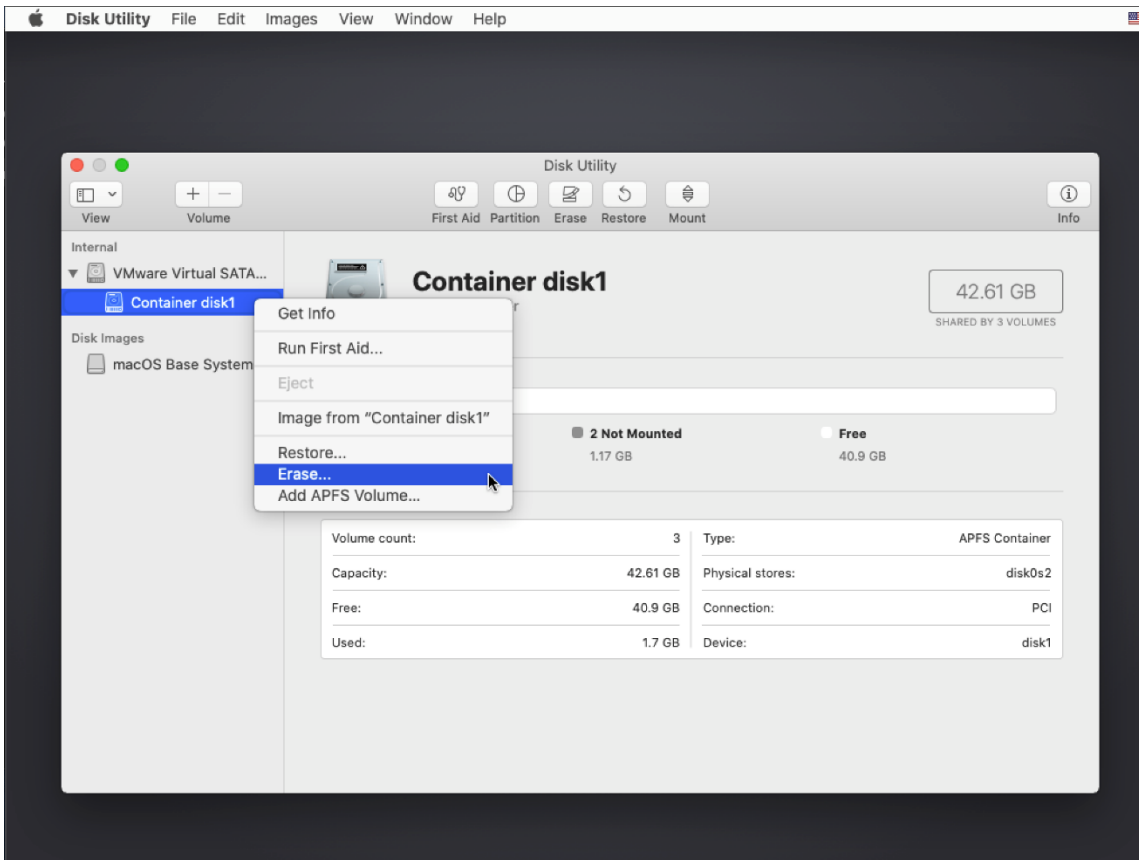 Disk Utility File Edit Images View Window Help
Disk Utility
View Volume First Aid Partition Erase Restore Mount Info
Internal
VMware Virtual SATA...
Container disk1
Disk Images
macOS Base System
Container disk1
42.61 GB
SHARED BY 3 VOLUMES
Get Info
Run First Aid...
Eject
Image from “Container disk1”
Restore...
Erase...
Add APFS Volume...
2 Not Mounted
1.17 GB
Free
40.9 GB
Volume count: 3
Capacity: 42.61 GB
Free: 40.9 GB
Used: 1.7 GB
Type: APFS Container
Physical stores: disk0s2
Connection: PCI
Device: disk1